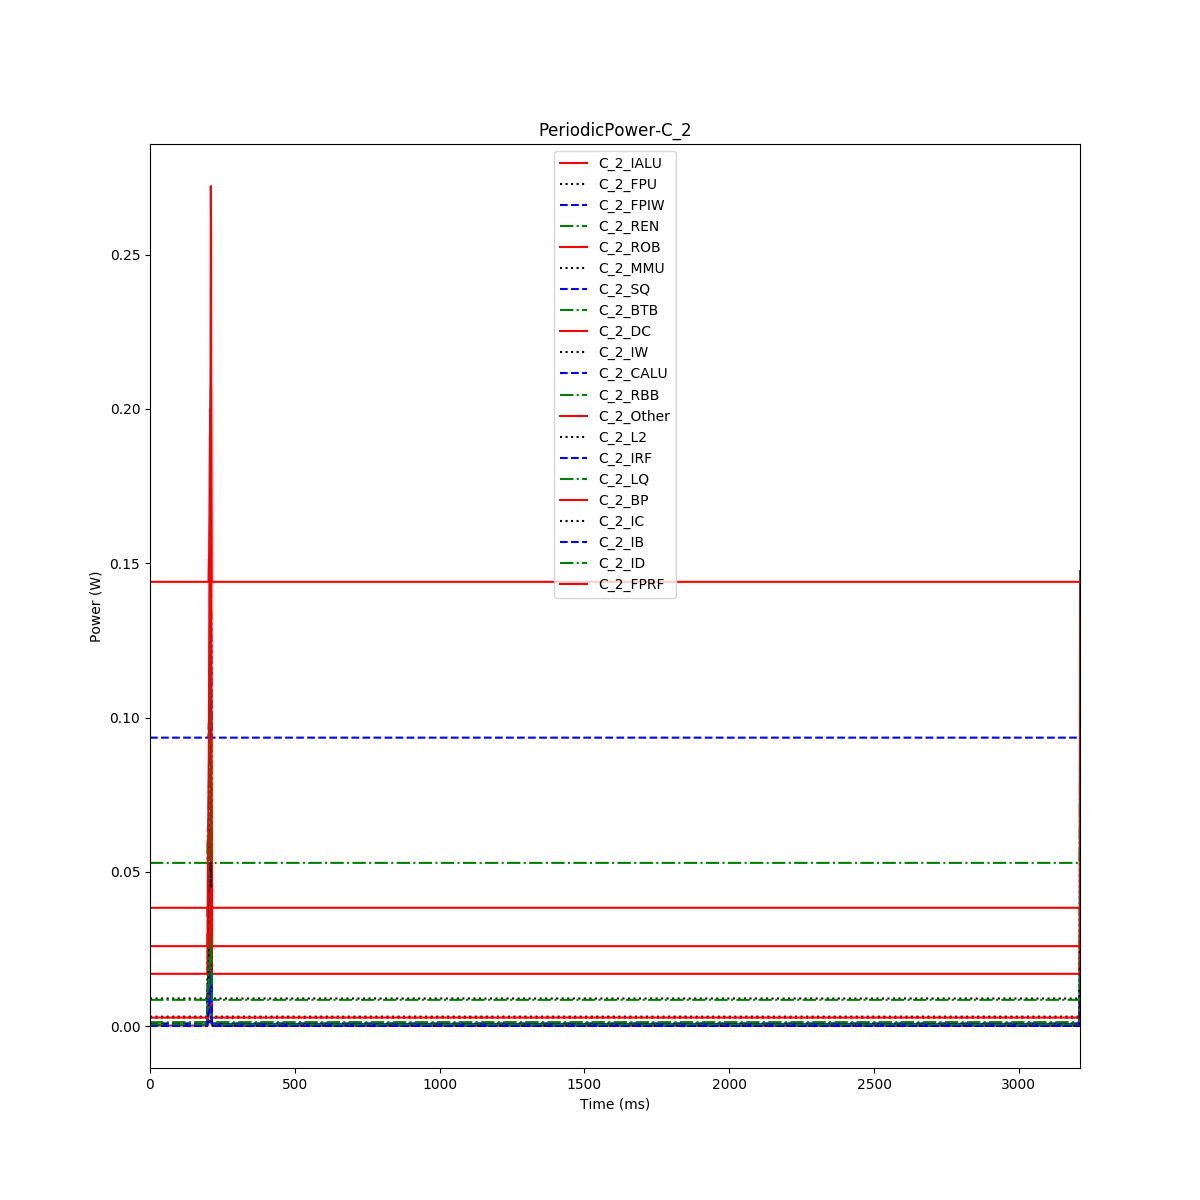 PeriodicPower-C_2
C_2_IALU
C_2_FPU
C_2_FPIW
C_2_REN
C_2_ROB
C_2_MMU
C_2_SQ
C_2_BTB
C_2_DC
C_2_IW
C_2_CALU
C_2_RBB
C_2_Other
C_2_L2
C_2_IRF
C_2_LQ
C_2_BP
C_2_IC
C_2_IB
C_2_ID
C_2_FPRF
0.25
0.20
0.15
0.10
0.05
0.00
Power (W)
0 500 1000 1500 2000 2500 3000
Time (ms)